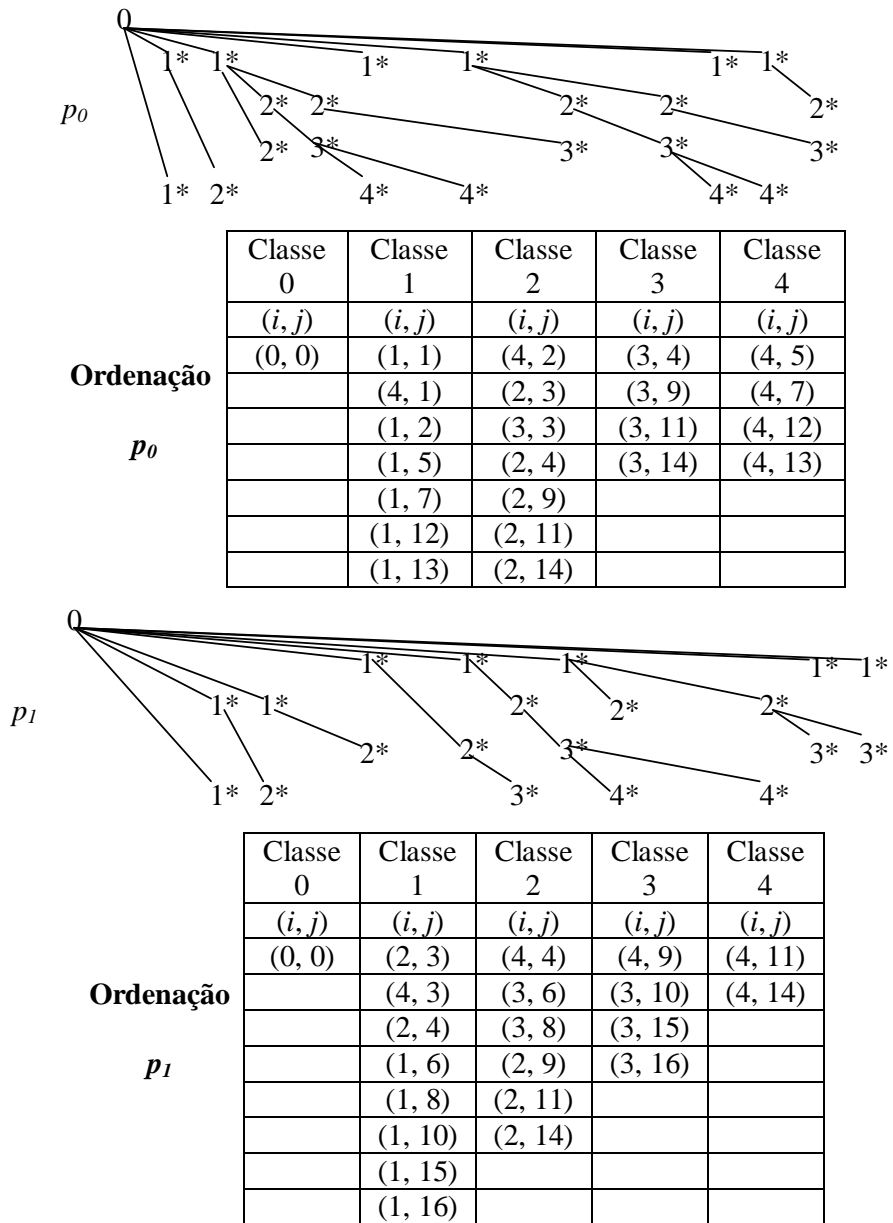 0
1* 1* 1* 1* 1* 1*
p0 2* 2* 2* 2* 2*
2* 3* 3* 3* 3*
1* 2* 4* 4* 4* 4*
Classe 0 Classe 1 Classe 2 Classe 3 Classe 4
(i, j) (i, j) (i, j) (i, j) (i, j)
(0, 0) (1, 1) (4, 2) (3, 4) (4, 5)
Ordenação (4, 1) (2, 3) (3, 9) (4, 7)
p0 (1, 2) (3, 3) (3, 11) (4, 12)
(1, 5) (2, 4) (3, 14) (4, 13)
(1, 7) (2, 9)
(1, 12) (2, 11)
(1, 13) (2, 14)
0
1* 1* 1* 1* 1*
p1 1* 1* 2* 2* 2*
2* 2* 3* 3* 3*
1* 2* 3* 4* 4*
Classe 0 Classe 1 Classe 2 Classe 3 Classe 4
(i, j) (i, j) (i, j) (i, j) (i, j)
(0, 0) (2, 3) (4, 4) (4, 9) (4, 11)
Ordenação (4, 3) (3, 6) (3, 10) (4, 14)
(2, 4) (3, 8) (3, 15)
p1 (1, 6) (2, 9) (3, 16)
(1, 8) (2, 11)
(1, 10) (2, 14)
(1, 15)
(1, 16)